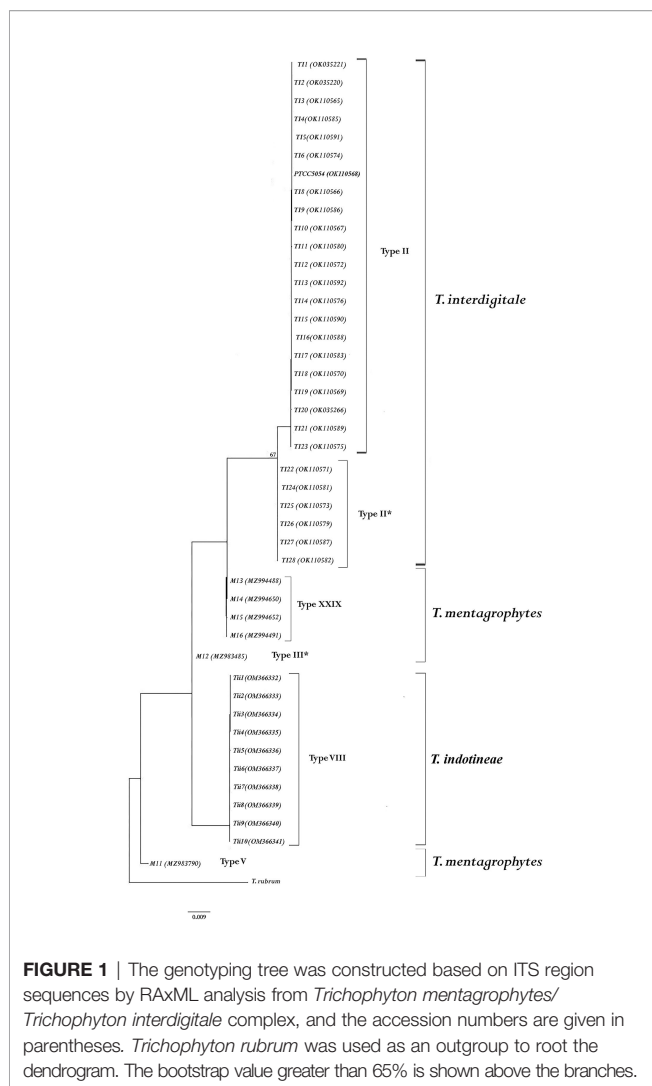 TI1 (OK035221)
TI2 (OK035220)
TI3 (OK110565)
TI4(OK110585)
TI5(OK110591)
TI6 (OK110574)
PTCC5054 (OK110568)
TI8 (OK110566)
TI9 (OK110586)
TI10 (OK110567)
TI11 (OK110580)
Type II
TI12 (OK110572)
TI13 (OK110592)
TI14 (OK110576)
T. interdigitale
TI15 (OK110590)
TI16(OK110588)
TI17 (OK110583)
TI18 (OK110570)
TI19 (OK110569)
TI20 (OK035266)
TI21 (OK110589)
TI23 (OK110575)
67
TI22 (OK110571)
TI24(OK110581)
TI25 (OK110573)
Type II*
TI26 (OK110579)
TI27 (OK110587)
TI28 (OK110582)
M13 (MZ994488)
M14 (MZ994650)
Type XXIX
M15 (MZ994652)
T. mentagrophytes
M16 (MZ994491)
M12 (MZ983485) Type III*
Tii1(OM366332)
Tii2(OM366333)
Tii3(OM366334)
Tii4(OM366335)
Type VIII
Tii5(OM366336)
T. indotineae
Tii6(OM366337)
Tii7(OM366338)
Tii8(OM366339)
Tii9(OM366340)
Tii10(OM366341)
M11 (MZ983790) Type V
T. mentagrophytes
T. rubrum
0.009
FIGURE 1 | The genotyping tree was constructed based on ITS region
sequences by RAxML analysis from Trichophyton mentagrophytes/
Trichophyton interdigitale complex, and the accession numbers are given in
parentheses. Trichophyton rubrum was used as an outgroup to root the
dendrogram. The bootstrap value greater than 65% is shown above the branches.